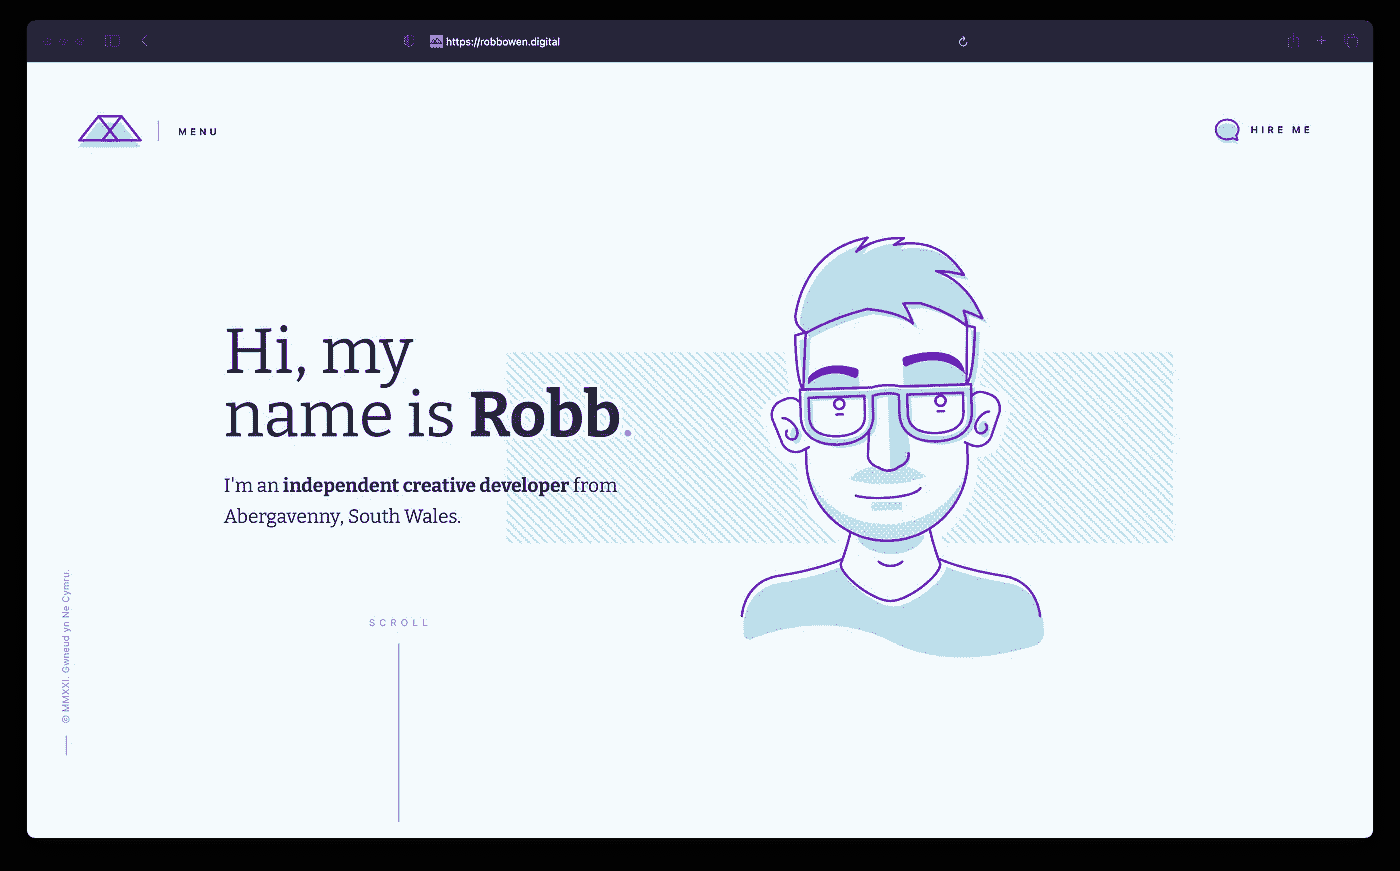 https://robbowen.digital
MENU
HIRE ME
Hi, my
name is Robb.
I'm an independent creative developer from
Abergavenny, South Wales.
SCROLL
© MMXXI. Gwneud yn Ne Cymru.